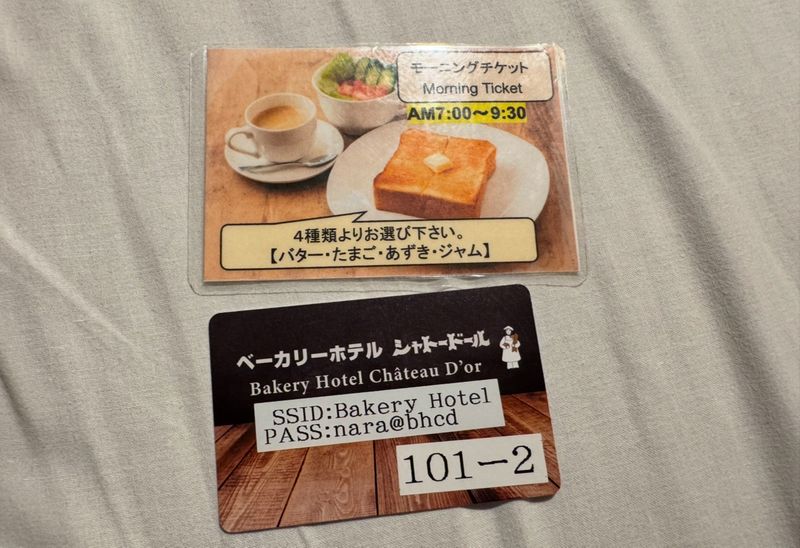 モーニングチケット
Morning Ticket
AM7:00～9:30
4種類よりお選び下さい。
【バター・たまご・あずき・ジャム】
ベーカリーホテル シャトードール
Bakery Hotel Château D'or
SSID:Bakery Hotel
PASS:nara@bhcd
101－2